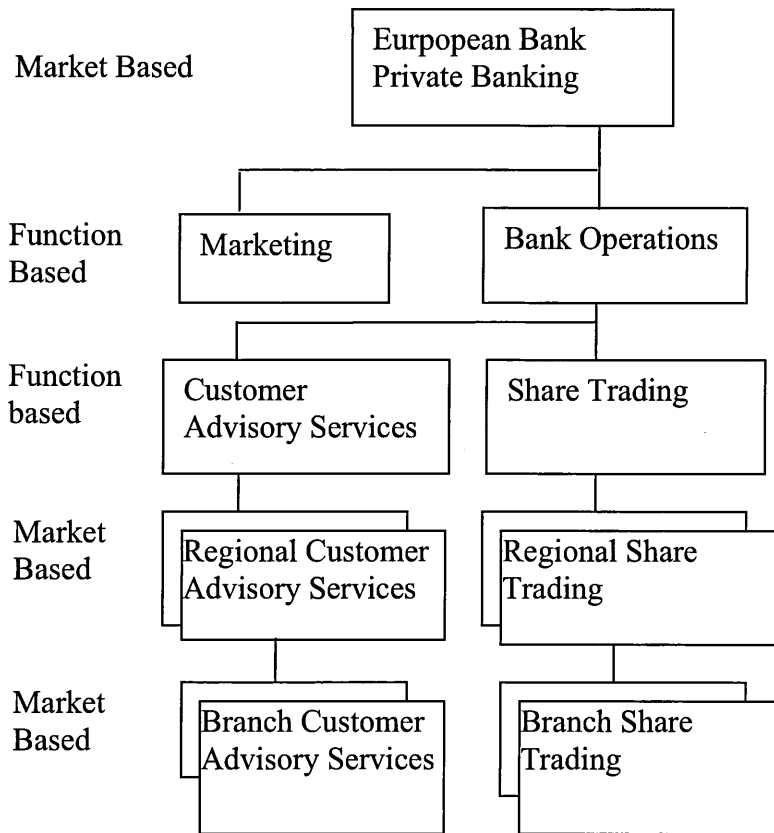 Market Based
Eurpopean Bank
Private Banking
Function
Based
Marketing
Bank Operations
Function
based
Customer
Advisory Services
Share Trading
Market
Based
Regional Customer
Advisory Services
Regional Share
Trading
Market
Based
Branch Customer
Advisory Services
Branch Share
Trading